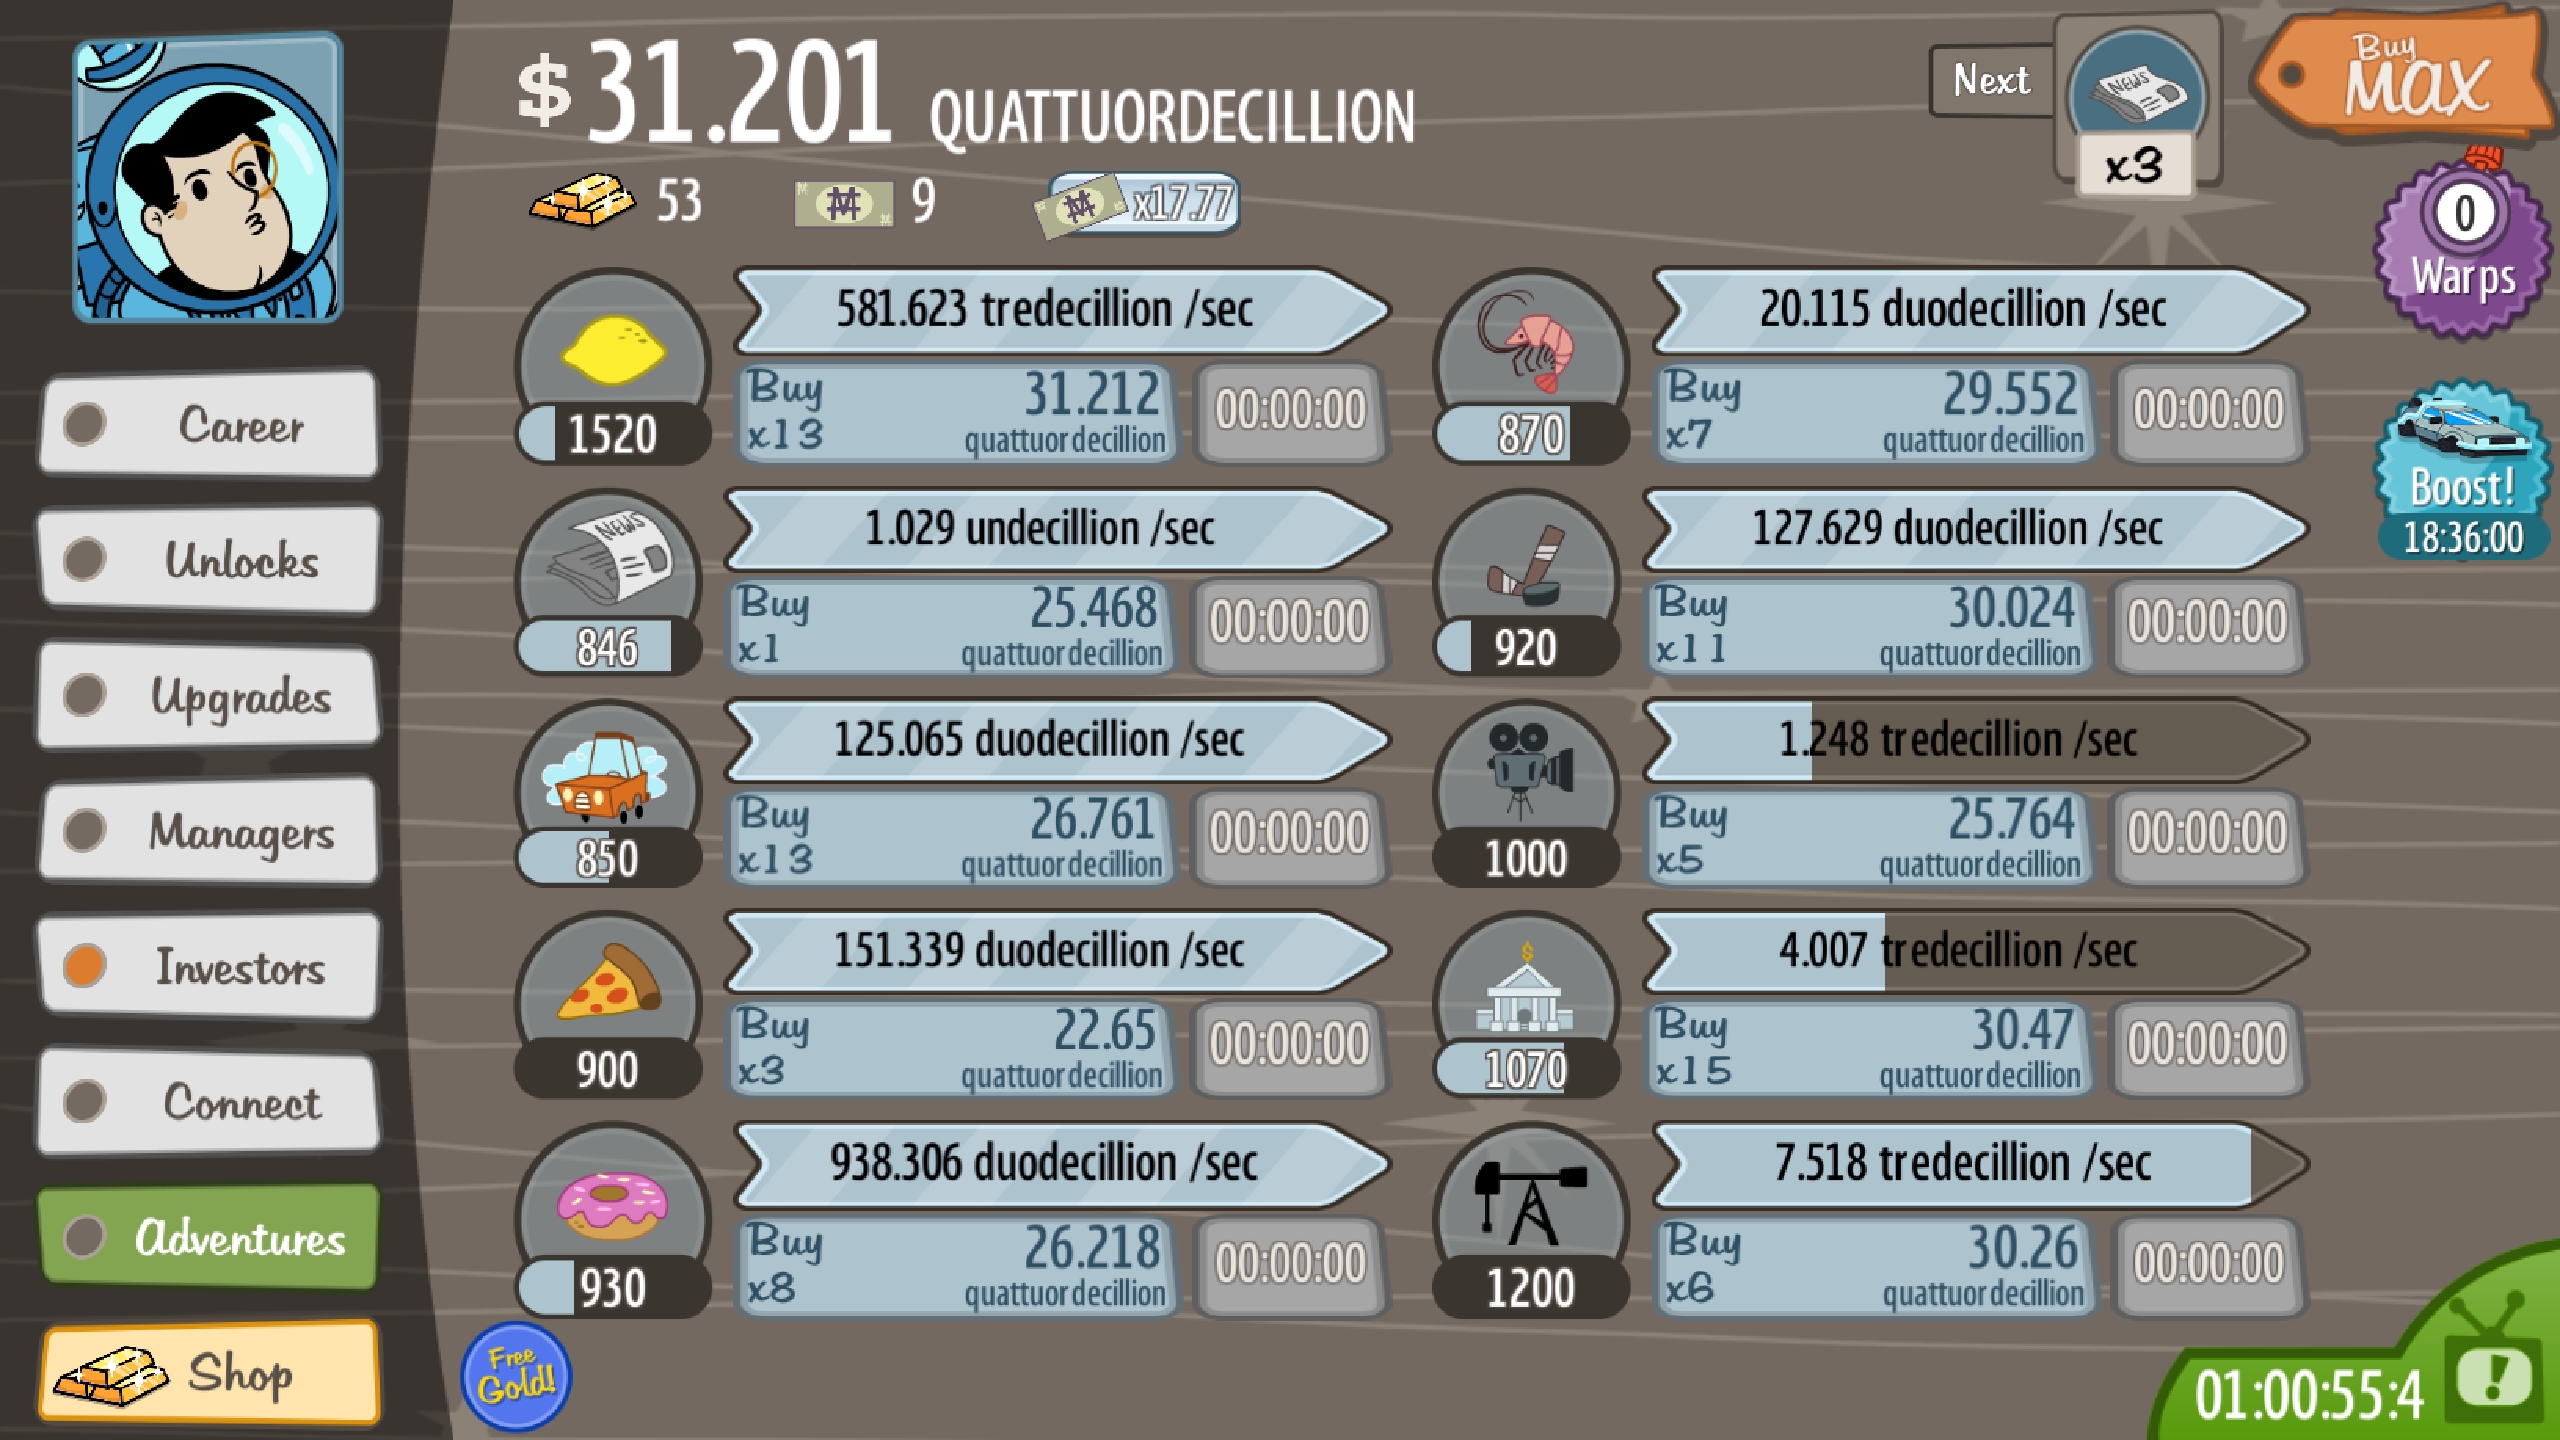 $31.201 QUATTUORDECILLION
Next
x3
Buy
MAX
53
9
x17.77
0
Warps
Boost!
18:36:00
Career
Unlocks
Upgrades
Managers
Investors
Connect
Adventures
Shop
581.623 tredecillion /sec
1520
Buy
x13
31.212
quattuordecillion
00:00:00
NEWS
1.029 undecillion /sec
846
Buy
x1
25.468
quattuordecillion
00:00:00
125.065 duodecillion /sec
850
Buy
x13
26.761
quattuordecillion
00:00:00
151.339 duodecillion /sec
900
Buy
x3
22.65
quattuordecillion
00:00:00
938.306 duodecillion /sec
930
Buy
x8
26.218
quattuordecillion
00:00:00
20.115 duodecillion /sec
870
Buy
x7
29.552
quattuordecillion
00:00:00
127.629 duodecillion /sec
920
Buy
x11
30.024
quattuordecillion
00:00:00
1.248 tredecillion /sec
1000
Buy
x5
25.764
quattuordecillion
00:00:00
4.007 tredecillion /sec
1070
Buy
x15
30.47
quattuordecillion
00:00:00
7.518 tredecillion /sec
1200
Buy
x6
30.26
quattuordecillion
00:00:00
Free
Gold!
01:00:55:4
NEWS